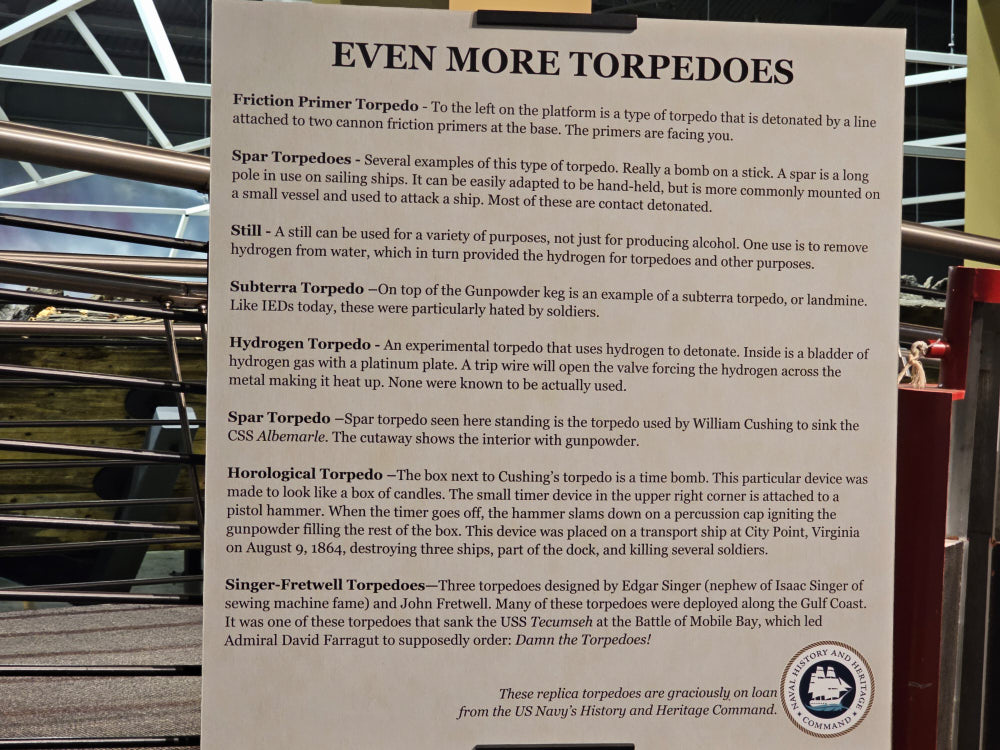 EVEN MORE TORPEDOES
Friction Primer Torpedo - To the left on the platform is a type of torpedo that is detonated by a line
attached to two cannon friction primers at the base. The primers are facing you.
Spar Torpedoes - Several examples of this type of torpedo. Really a bomb on a stick. A spar is a long
pole in use on sailing ships. It can be easily adapted to be hand-held, but is more commonly mounted on
a small vessel and used to attack a ship. Most of these are contact detonated.
Still - A still can be used for a variety of purposes, not just for producing alcohol. One use is to remove
hydrogen from water, which in turn provided the hydrogen for torpedoes and other purposes.
Subterra Torpedo –On top of the Gunpowder keg is an example of a subterra torpedo, or landmine.
Like IEDs today, these were particularly hated by soldiers.
Hydrogen Torpedo - An experimental torpedo that uses hydrogen to detonate. Inside is a bladder of
hydrogen gas with a platinum plate. A trip wire will open the valve forcing the hydrogen across the
metal making it heat up. None were known to be actually used.
Spar Torpedo –Spar torpedo seen here standing is the torpedo used by William Cushing to sink the
CSS Albemarle. The cutaway shows the interior with gunpowder.
Horological Torpedo –The box next to Cushing's torpedo is a time bomb. This particular device was
made to look like a box of candles. The small timer device in the upper right corner is attached to a
pistol hammer. When the timer goes off, the hammer slams down on a percussion cap igniting the
gunpowder filling the rest of the box. This device was placed on a transport ship at City Point, Virginia
on August 9, 1864, destroying three ships, part of the dock, and killing several soldiers.
Singer-Fretwell Torpedoes—Three torpedoes designed by Edgar Singer (nephew of Isaac Singer of
sewing machine fame) and John Fretwell. Many of these torpedoes were deployed along the Gulf Coast.
It was one of these torpedoes that sank the USS Tecumseh at the Battle of Mobile Bay, which led
Admiral David Farragut to supposedly order: Damn the Torpedoes!
These replica torpedoes are graciously on loan
from the US Navy's History and Heritage Command.
NAVAL HISTORY AND HERITAGE
COMMAND